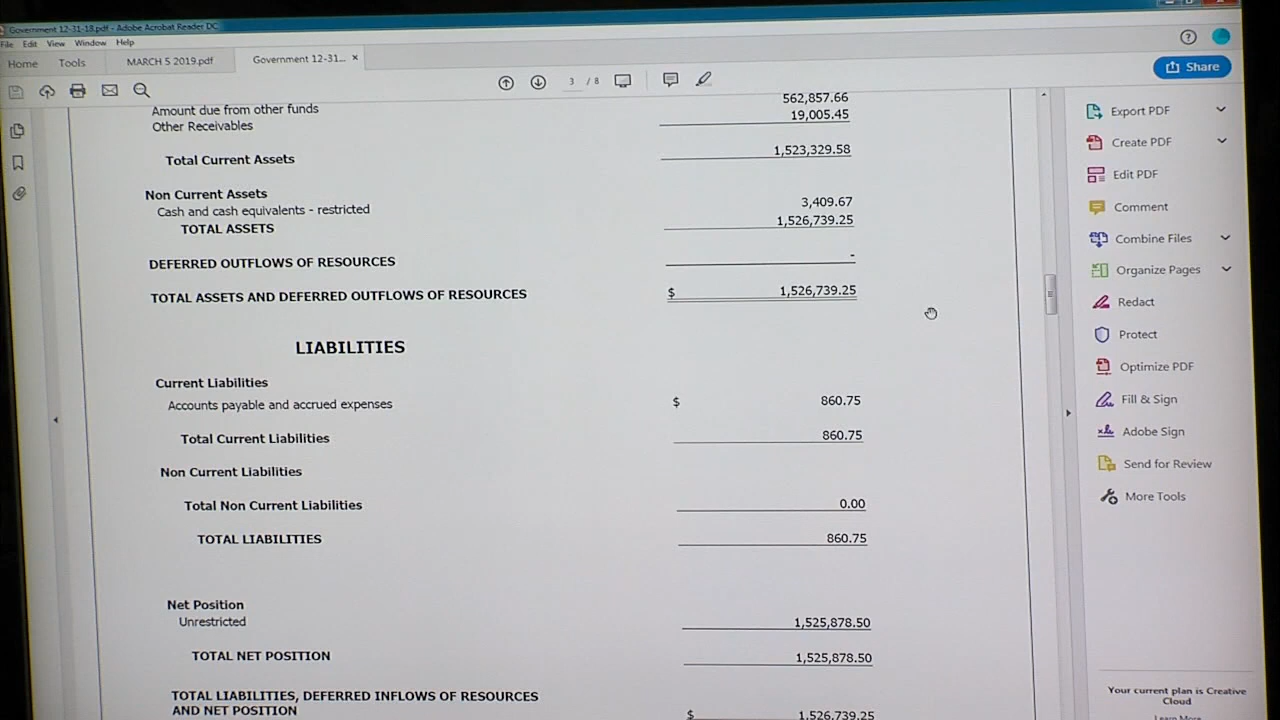 Government 12-31-18.pdf - Adobe Acrobat Reader DC
File Edit View Window Help
Home Tools MARCH 5 2019.pdf Government 12-31... ×
3 / 8 Share
Amount due from other funds 562,857.66
Other Receivables 19,005.45
Total Current Assets 1,523,329.58
Non Current Assets
Cash and cash equivalents - restricted 3,409.67
TOTAL ASSETS 1,526,739.25
DEFERRED OUTFLOWS OF RESOURCES -
TOTAL ASSETS AND DEFERRED OUTFLOWS OF RESOURCES $ 1,526,739.25
LIABILITIES
Current Liabilities
Accounts payable and accrued expenses $ 860.75
Total Current Liabilities 860.75
Non Current Liabilities
Total Non Current Liabilities 0.00
TOTAL LIABILITIES 860.75
Net Position
Unrestricted 1,525,878.50
TOTAL NET POSITION 1,525,878.50
TOTAL LIABILITIES, DEFERRED INFLOWS OF RESOURCES
AND NET POSITION $ 1,526,739.25
Export PDF
Create PDF
Edit PDF
Comment
Combine Files
Organize Pages
Redact
Protect
Optimize PDF
Fill & Sign
Adobe Sign
Send for Review
More Tools
Your current plan is Creative
Cloud
Learn More